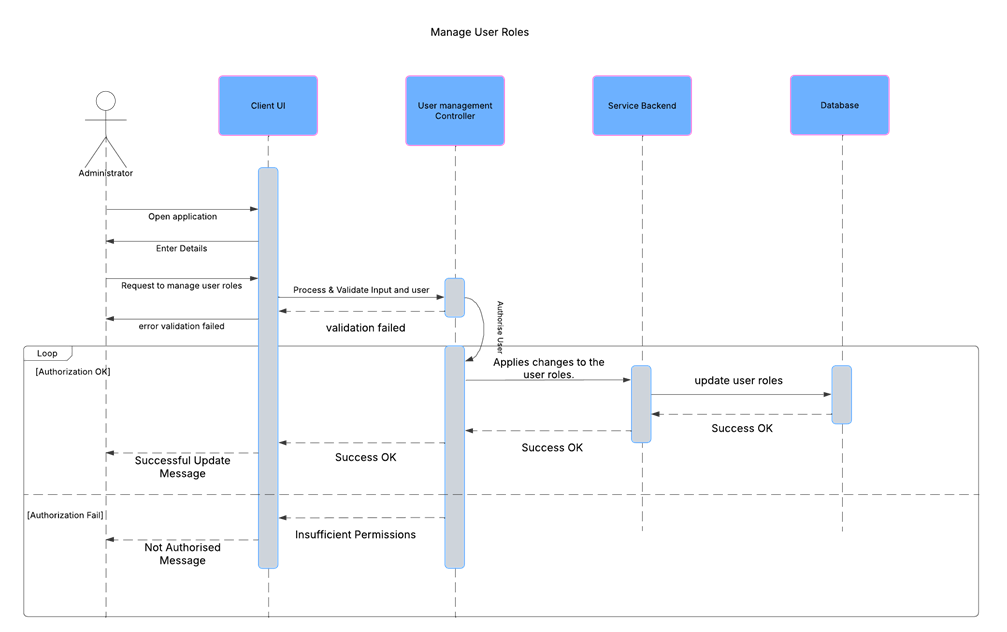 Manage User Roles
Client UI
User management
Controller
Service Backend
Database
Administrator
Open application
Enter Details
Request to manage user roles
Process & Validate Input and user
Authorise User
error validation failed
validation failed
Loop
[Authorization OK]
Applies changes to the
user roles.
update user roles
Success OK
Success OK
Success OK
Successful Update
Message
[Authorization Fail]
Insufficient Permissions
Not Authorised
Message